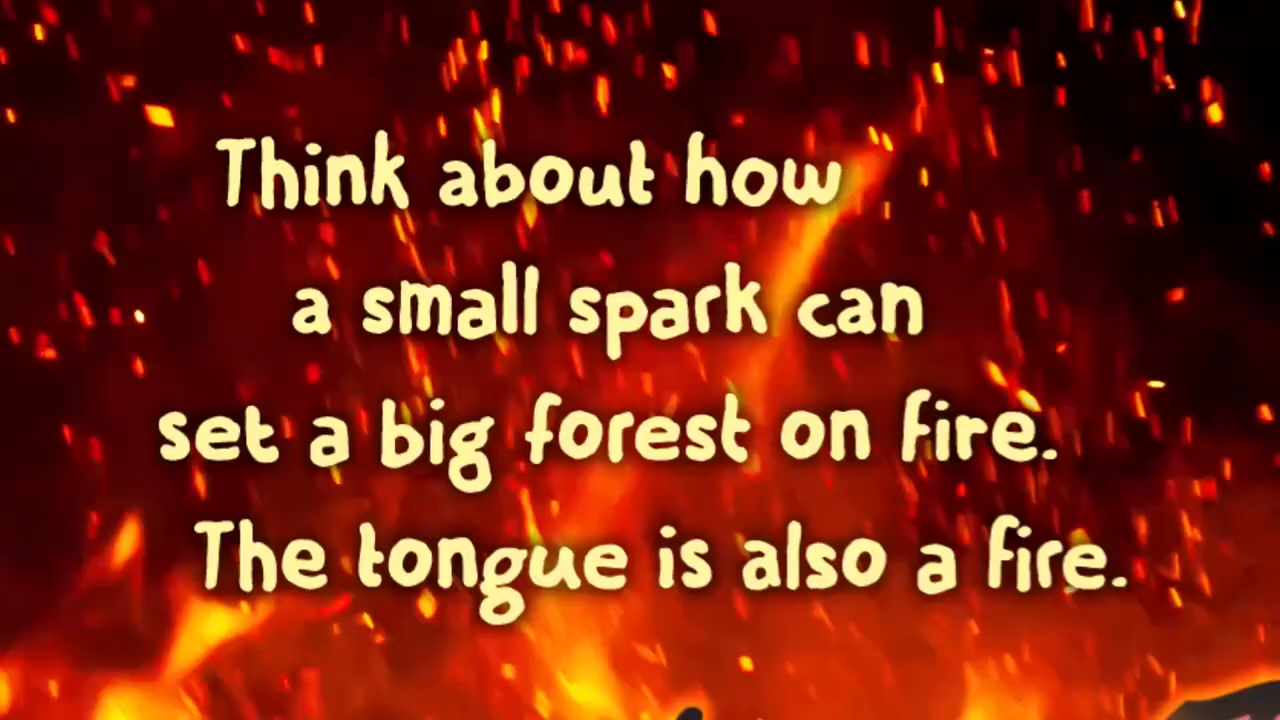 Think about how
a small spark can
set a big forest on fire.
The tongue is also a fire.